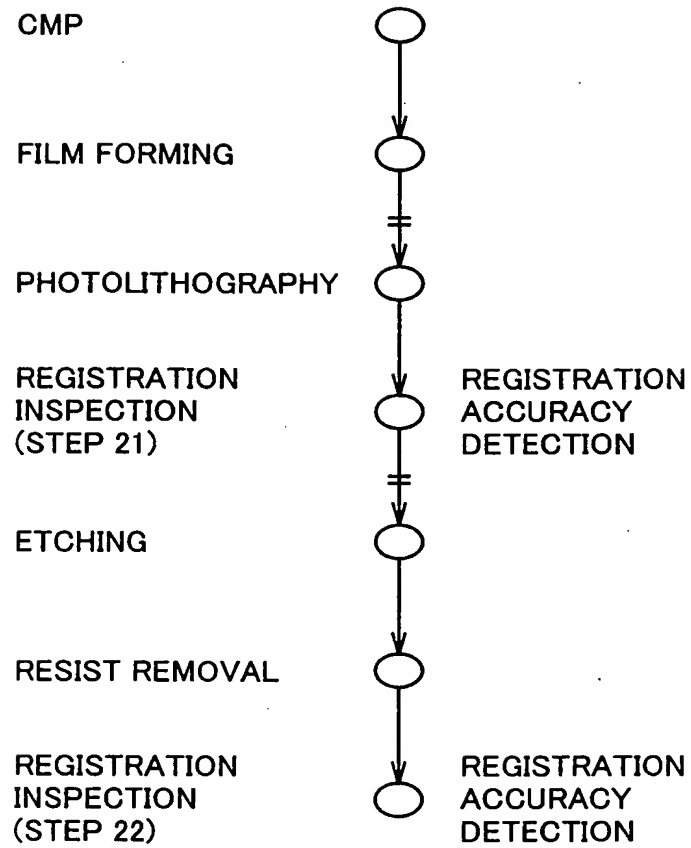 CMP
FILM FORMING
PHOTOLITHOGRAPHY
REGISTRATION
INSPECTION
(STEP 21)
REGISTRATION
ACCURACY
DETECTION
ETCHING
RESIST REMOVAL
REGISTRATION
INSPECTION
(STEP 22)
REGISTRATION
ACCURACY
DETECTION